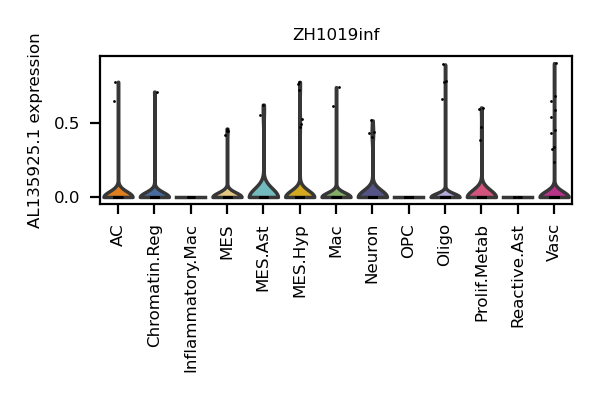 ZH1019inf
AL135925.1 expression
0.5
0.0
AC
Chromatin.Reg
Inflammatory.Mac
MES
MES.Ast
MES.Hyp
Mac
Neuron
OPC
Oligo
Prolif.Metab
Reactive.Ast
Vasc